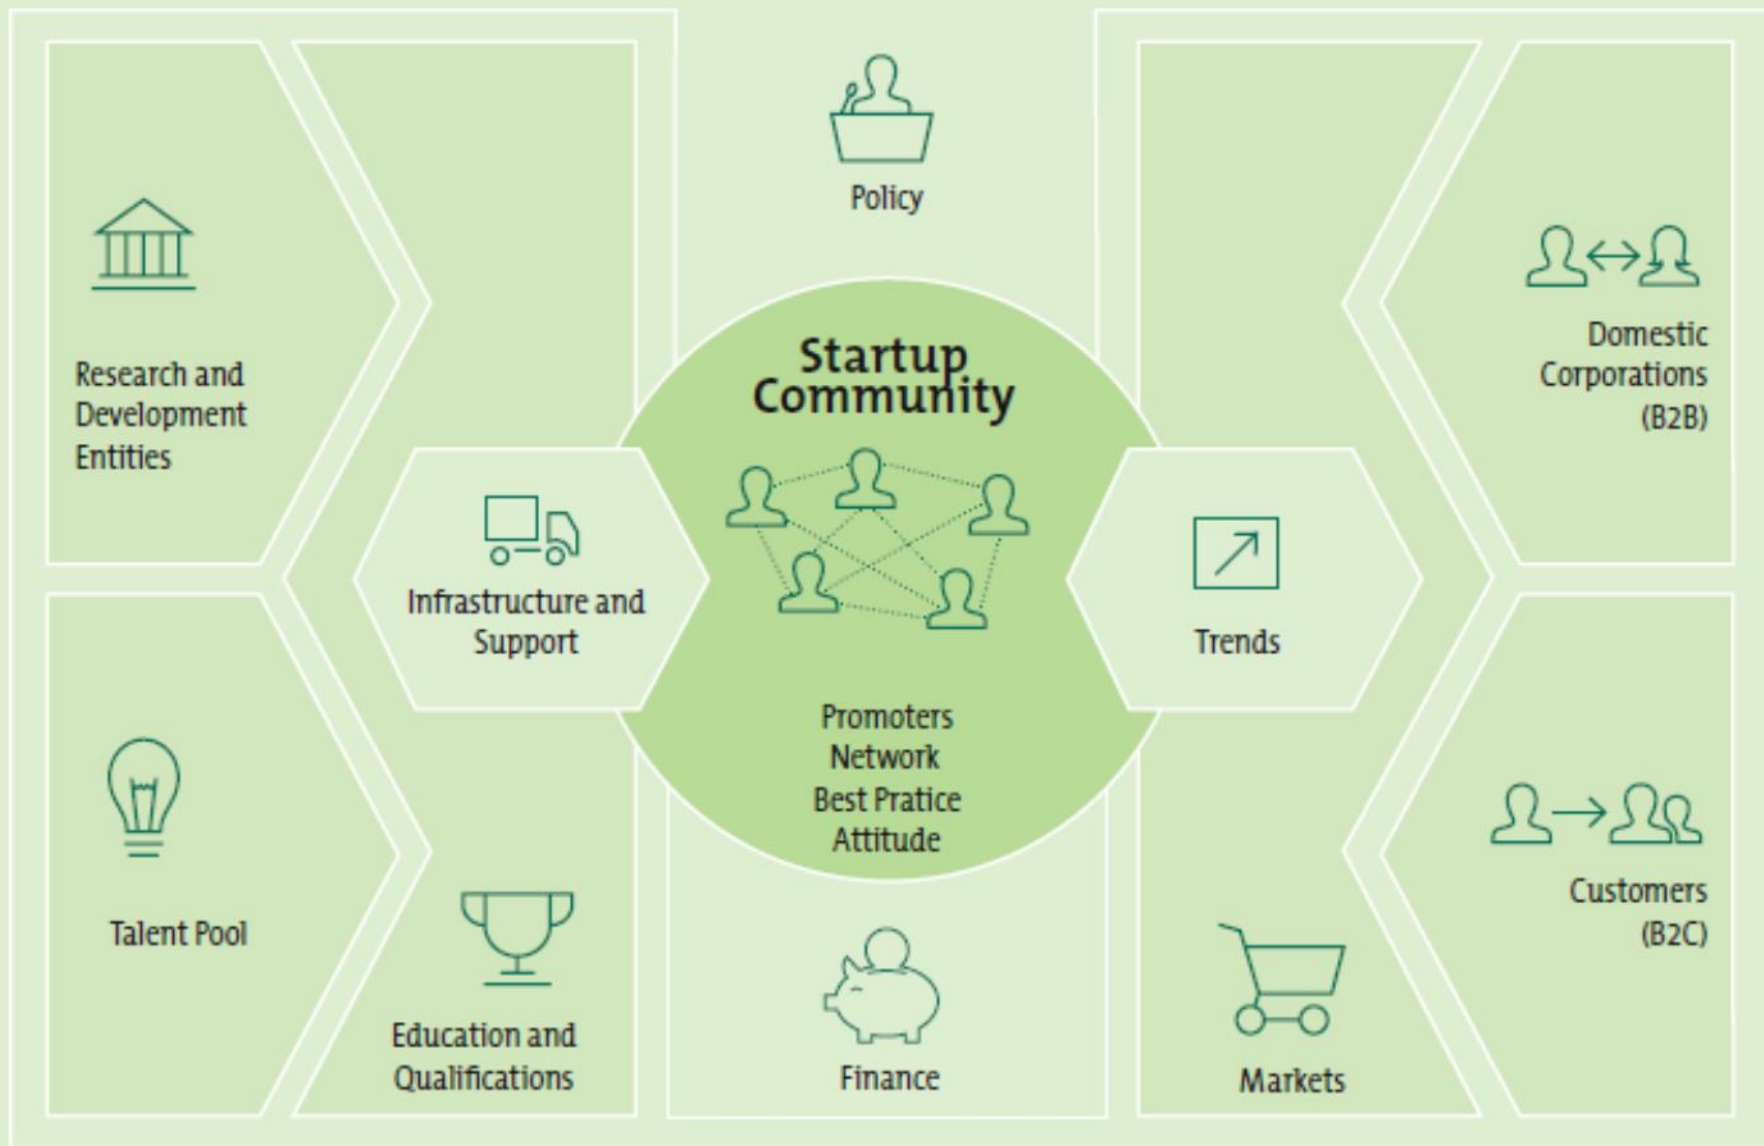 Policy
Research and
Development
Entities
Startup
Community
Domestic
Corporations
(B2B)
Infrastructure and
Support
Trends
Promoters
Network
Best Pratice
Attitude
Talent Pool
Customers
(B2C)
Education and
Qualifications
Finance
Markets